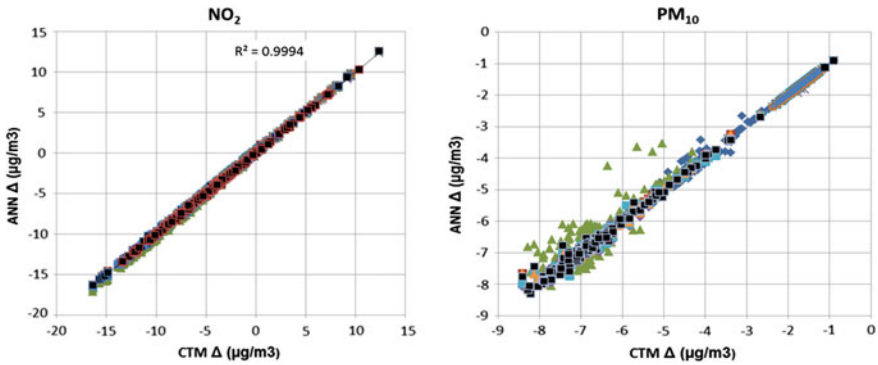 NO₂
R² = 0.9994
15
10
5
0
-5
-10
-15
-20
-20 -15 -10 -5 0 5 10 15
ANN Δ (µg/m3)
CTM Δ (µg/m3)
PM₁₀
-0
-1
-2
-3
-4
-5
-6
-7
-8
-9
-9 -8 -7 -6 -5 -4 -3 -2 -1 0
ANN Δ (µg/m3)
CTM Δ (µg/m3)